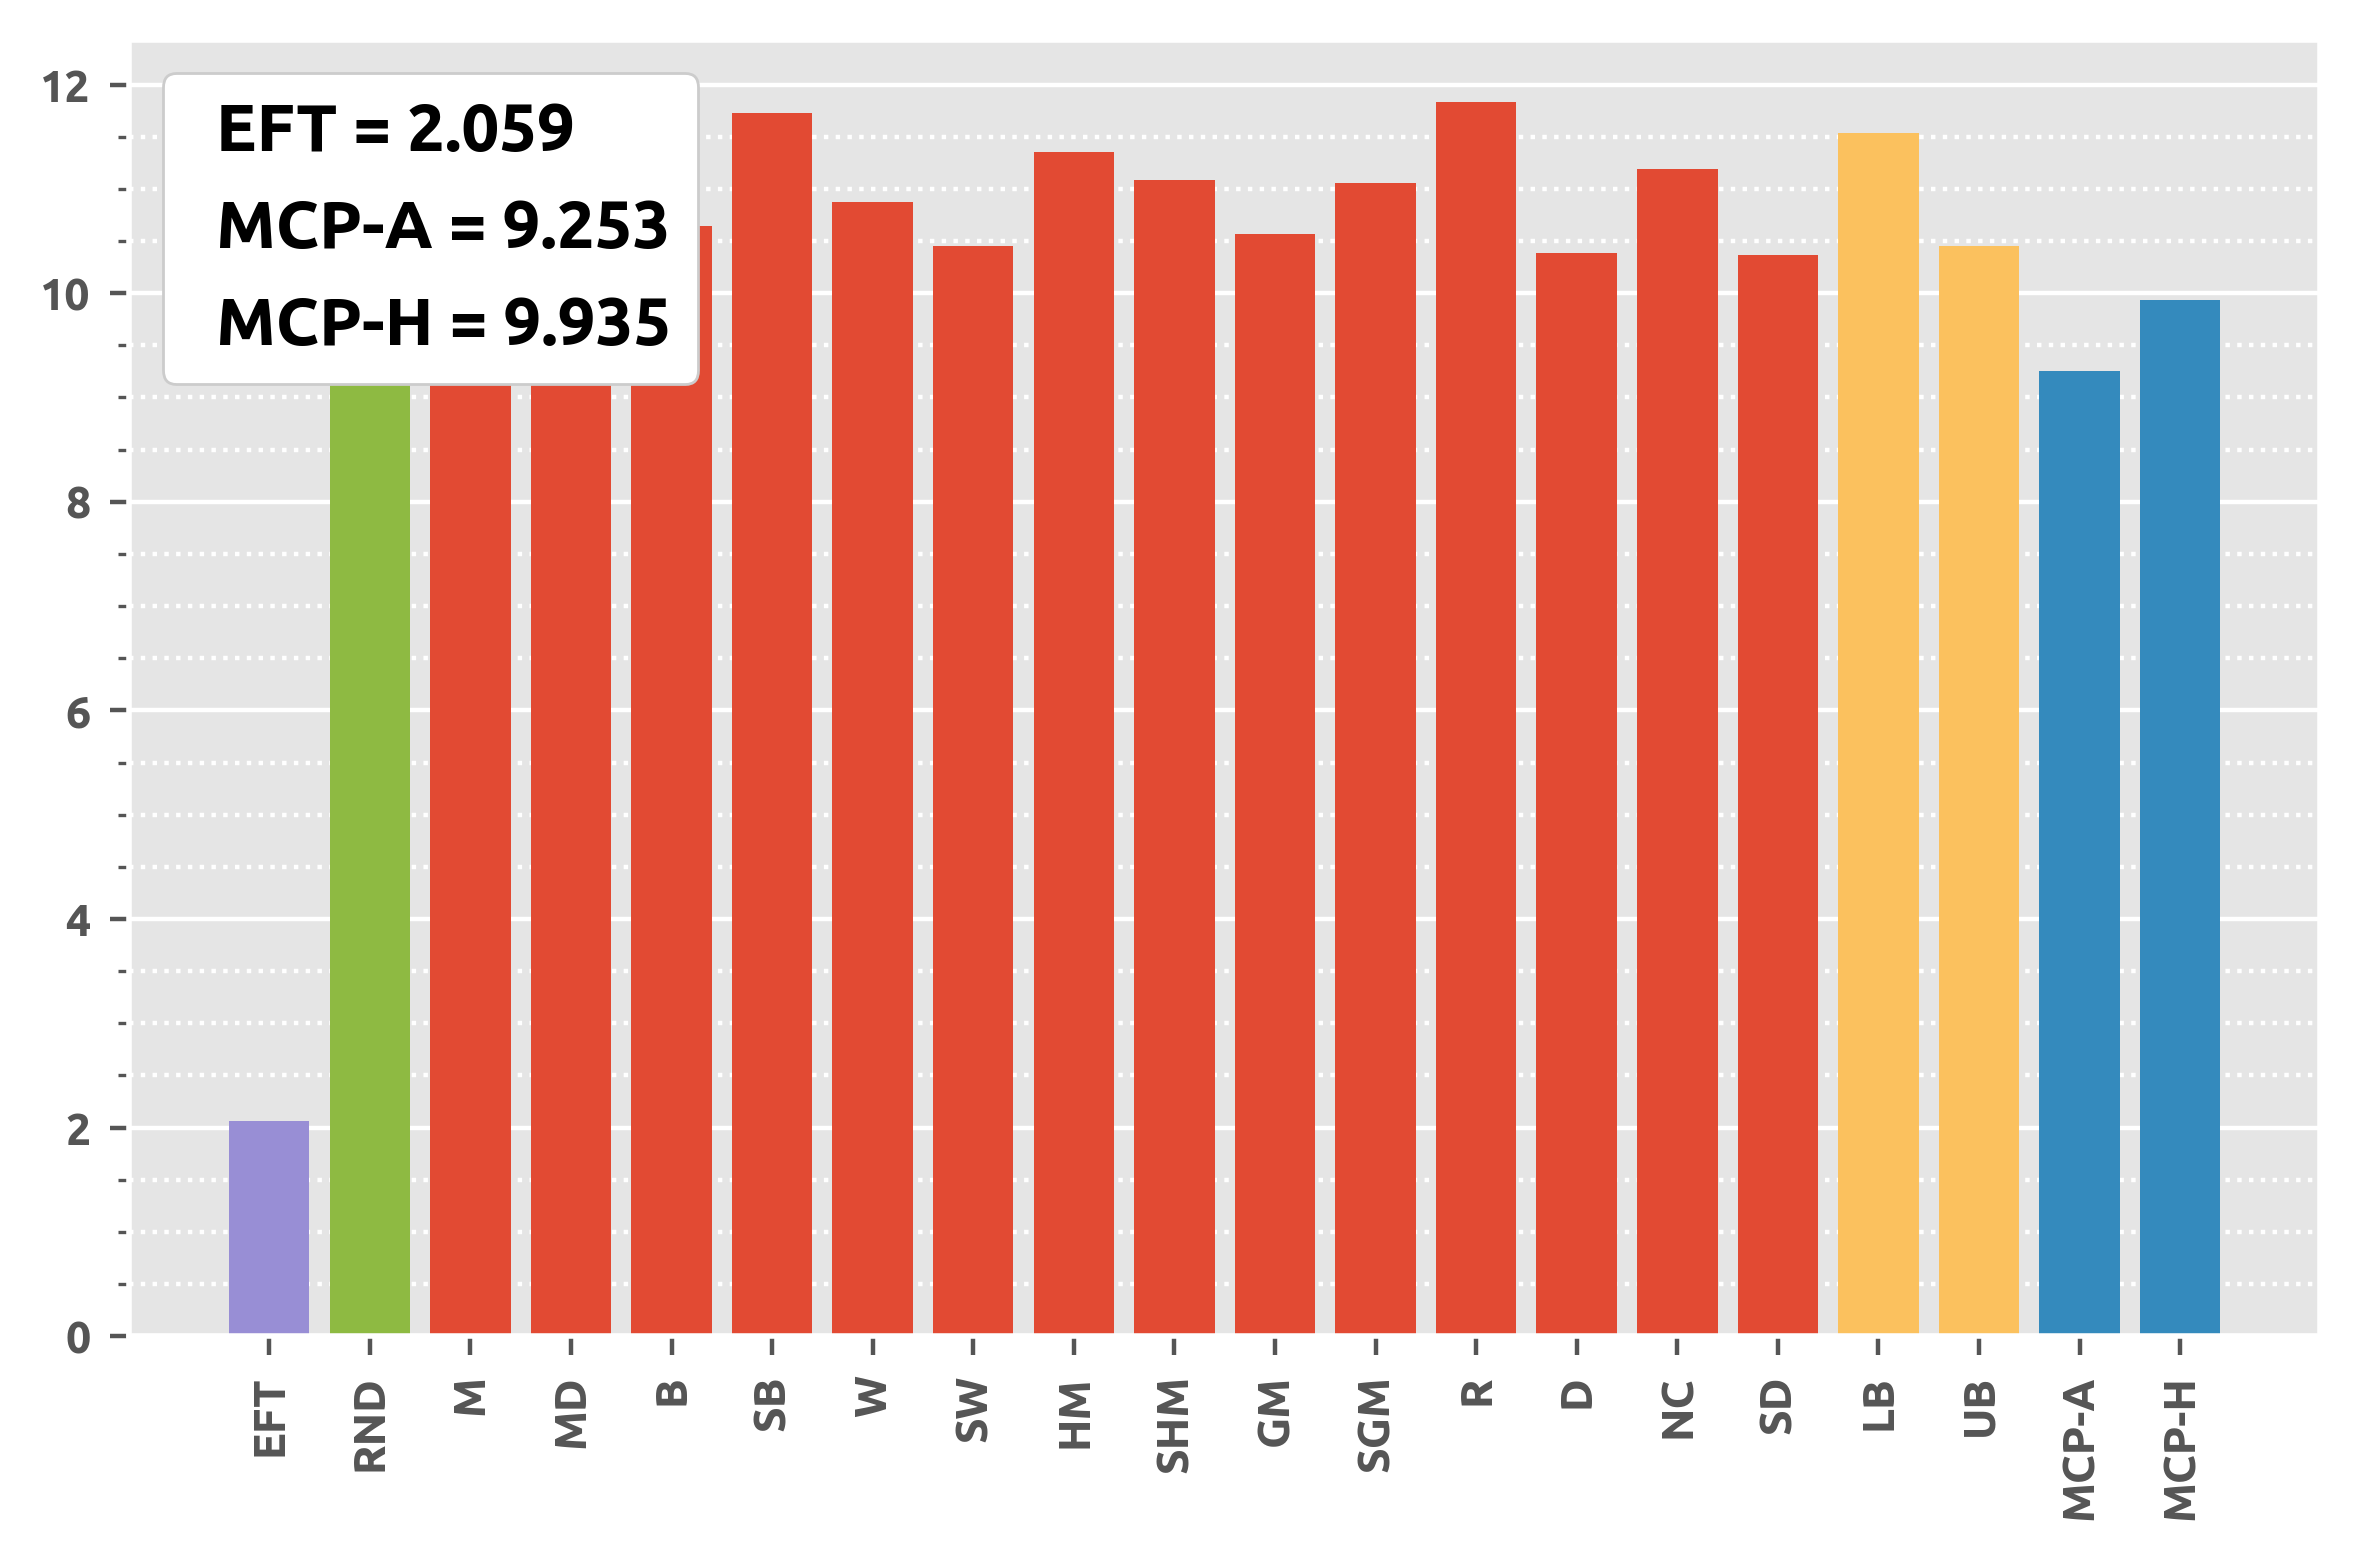 EFT = 2.059
MCP-A = 9.253
MCP-H = 9.935
12
10
8
6
4
2
0
EFT
RND
M
MD
B
SB
W
SW
HM
SHM
GM
SGM
R
D
NC
SD
LB
UB
MCP-A
MCP-H